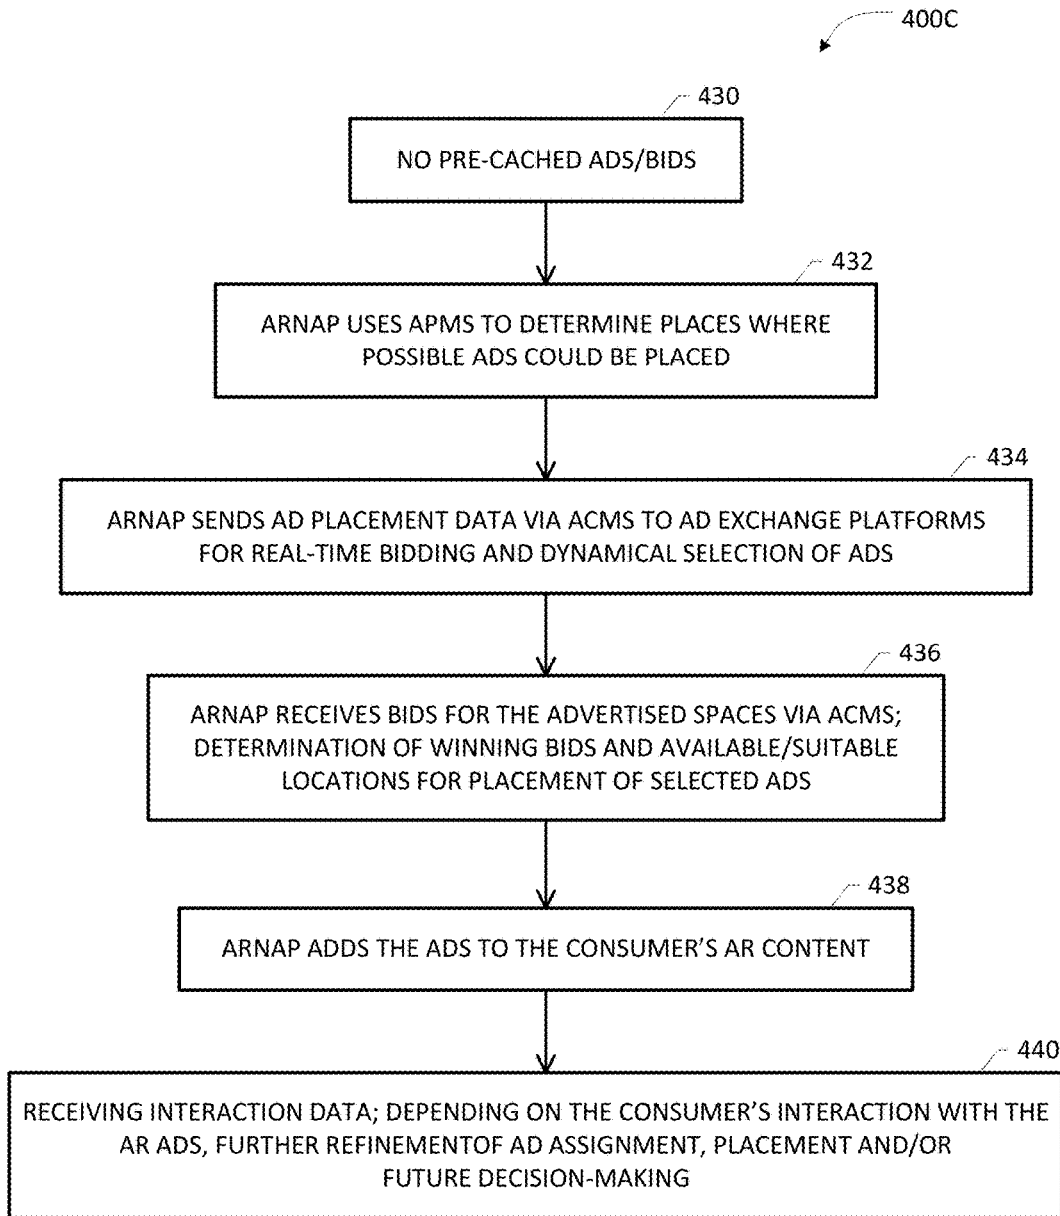 400C
430
NO PRE-CACHED ADS/BIDS
432
ARNAP USES APMS TO DETERMINE PLACES WHERE
POSSIBLE ADS COULD BE PLACED
434
ARNAP SENDS AD PLACEMENT DATA VIA ACMS TO AD EXCHANGE PLATFORMS
FOR REAL-TIME BIDDING AND DYNAMICAL SELECTION OF ADS
436
ARNAP RECEIVES BIDS FOR THE ADVERTISED SPACES VIA ACMS;
DETERMINATION OF WINNING BIDS AND AVAILABLE/SUITABLE
LOCATIONS FOR PLACEMENT OF SELECTED ADS
438
ARNAP ADDS THE ADS TO THE CONSUMER'S AR CONTENT
440
RECEIVING INTERACTION DATA; DEPENDING ON THE CONSUMER'S INTERACTION WITH THE
AR ADS, FURTHER REFINEMENTOF AD ASSIGNMENT, PLACEMENT AND/OR
FUTURE DECISION-MAKING